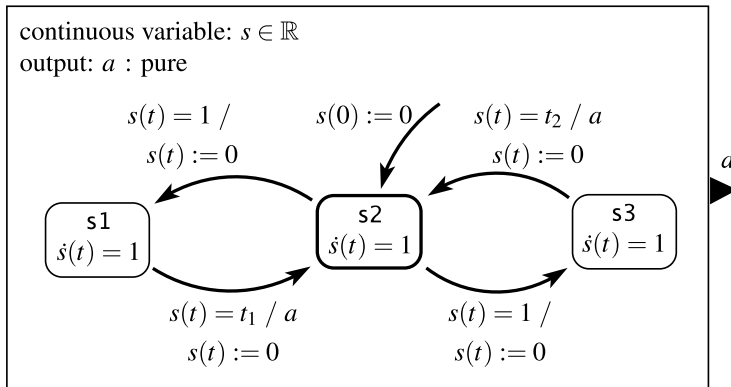 continuous variable: s ∈ ℝ
output: a : pure
s(t) = 1 /
s(t) := 0
s(0) := 0
s(t) = t₂ / a
s(t) := 0
a
s1
ṡ(t) = 1
s2
ṡ(t) = 1
s3
ṡ(t) = 1
s(t) = t₁ / a
s(t) := 0
s(t) = 1 /
s(t) := 0